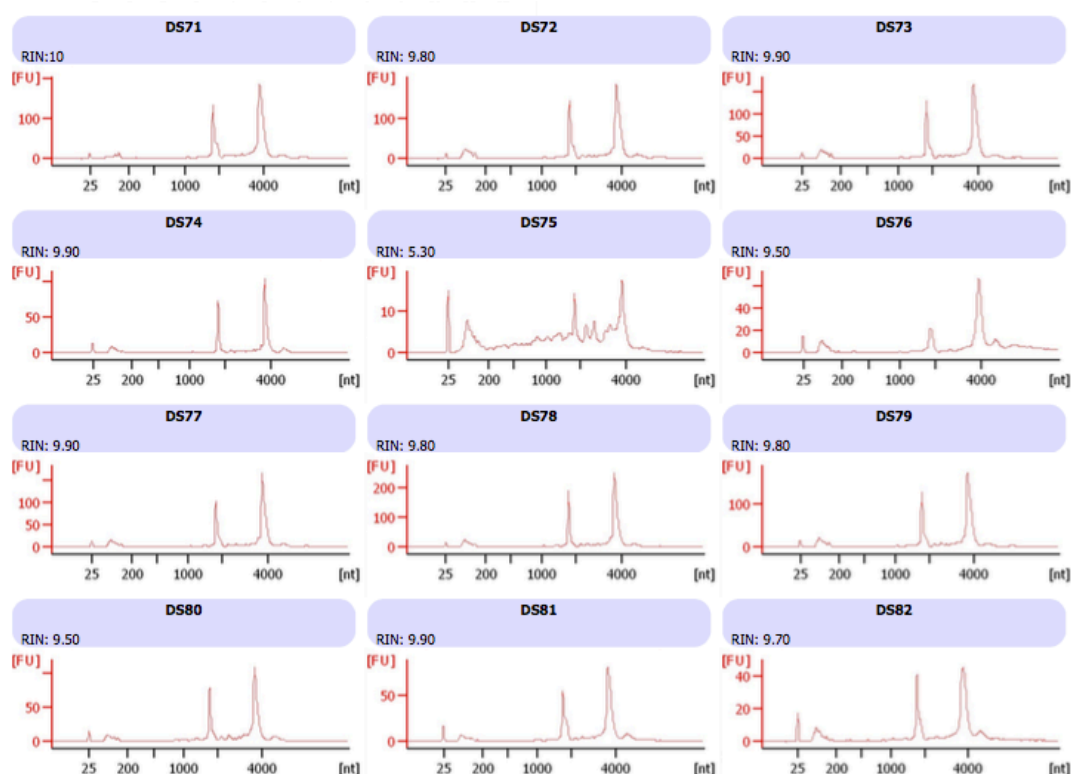 DS71 DS72 DS73
RIN:10 RIN: 9.80 RIN: 9.90
[FU] [FU] [FU]
100 100 100
50
0 0 0
25 200 1000 4000 [nt] 25 200 1000 4000 [nt] 25 200 1000 4000 [nt]
DS74 DS75 DS76
RIN: 9.90 RIN: 5.30 RIN: 9.50
[FU] [FU] [FU]
50 10 40
20
0 0 0
25 200 1000 4000 [nt] 25 200 1000 4000 [nt] 25 200 1000 4000 [nt]
DS77 DS78 DS79
RIN: 9.90 RIN: 9.80 RIN: 9.80
[FU] [FU] [FU]
100 200 100
50 100
0 0 0
25 200 1000 4000 [nt] 25 200 1000 4000 [nt] 25 200 1000 4000 [nt]
DS80 DS81 DS82
RIN: 9.50 RIN: 9.90 RIN: 9.70
[FU] [FU] [FU]
50 50 40
20
0 0 0
25 200 1000 4000 [nt] 25 200 1000 4000 [nt] 25 200 1000 4000 [nt]